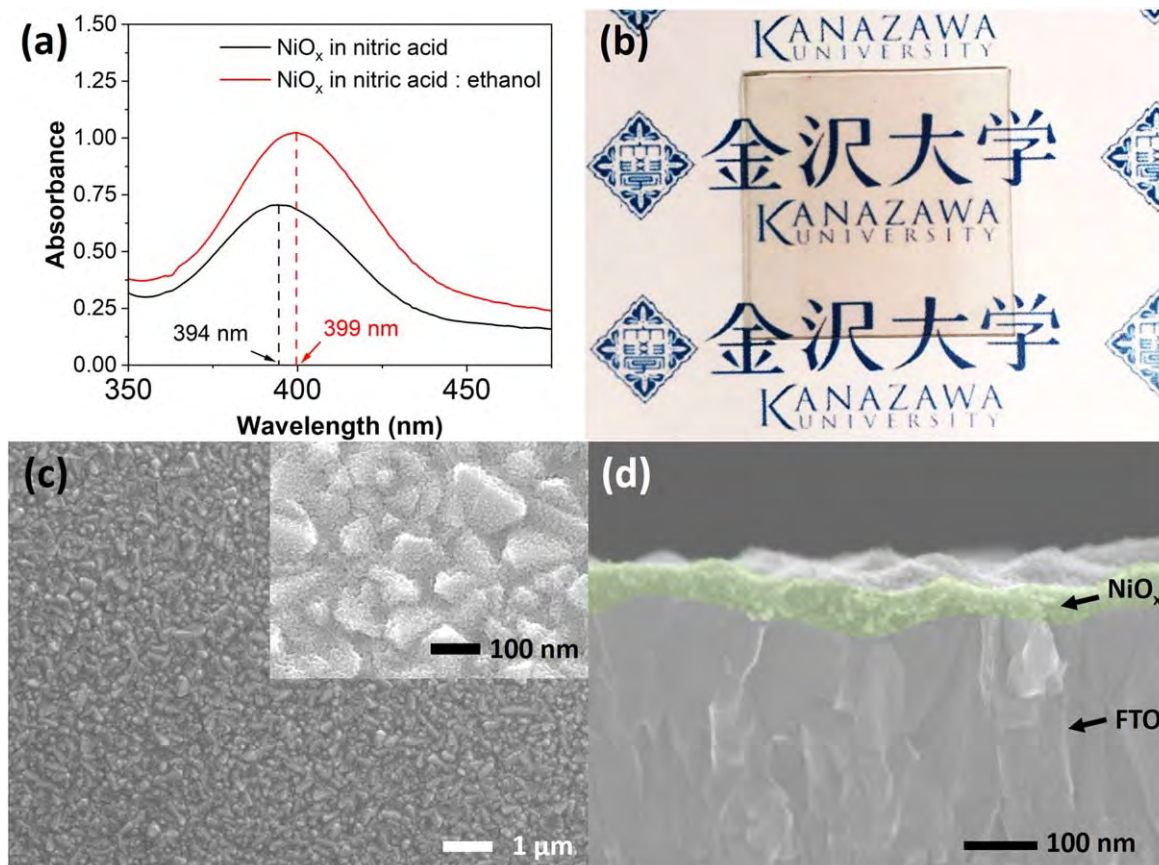 (a)
1.50
1.25
1.00
0.75
0.50
0.25
0.00
Absorbance
NiOₓ in nitric acid
NiOₓ in nitric acid : ethanol
394 nm
399 nm
350
400
450
Wavelength (nm)
(b)
KANAZAWA
UNIVERSITY
金沢大学
KANAZAWA
UNIVERSITY
金沢大学
KANAZAWA
UNIVERSITY
(c)
100 nm
1 μm
(d)
NiOₓ
FTO
100 nm